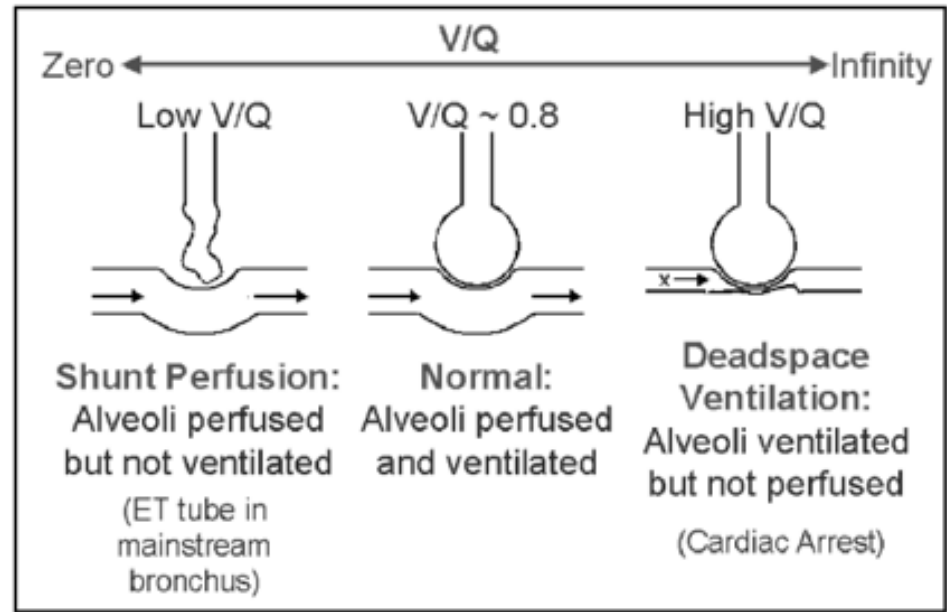 V/Q
Zero
Infinity
Low V/Q
V/Q ~ 0.8
High V/Q
x
Shunt Perfusion:
Alveoli perfused
but not ventilated
(ET tube in
mainstream
bronchus)
Normal:
Alveoli perfused
and ventilated
Deadspace
Ventilation:
Alveoli ventilated
but not perfused
(Cardiac Arrest)